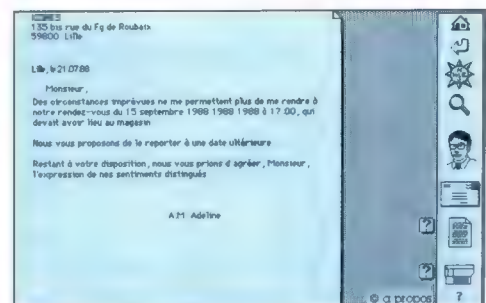 135 bis rue du Fg de Roubaix
59800 Lille
Lille, le 21.07.88
Monsieur,
Des circonstances imprévues ne me permettent plus de me rendre à
notre rendez-vous du 15 septembre 1988 1988 1988 à 17 00, qui
devait avoir lieu au magasin
Nous vous proposons de le reporter à une date ultérieure
Restant à votre disposition, nous vous prions d'agréer, Monsieur,
l'expression de nos sentiments distingués
A.M. Adeline
?
?
© a propos
?